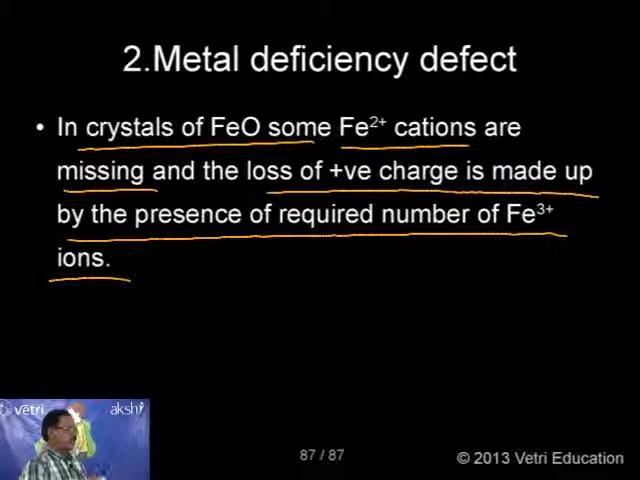 2.Metal deficiency defect
• In crystals of FeO some Fe²⁺ cations are
missing and the loss of +ve charge is made up
by the presence of required number of Fe³⁺
ions.
vetri
akshi
87 / 87
© 2013 Vetri Education